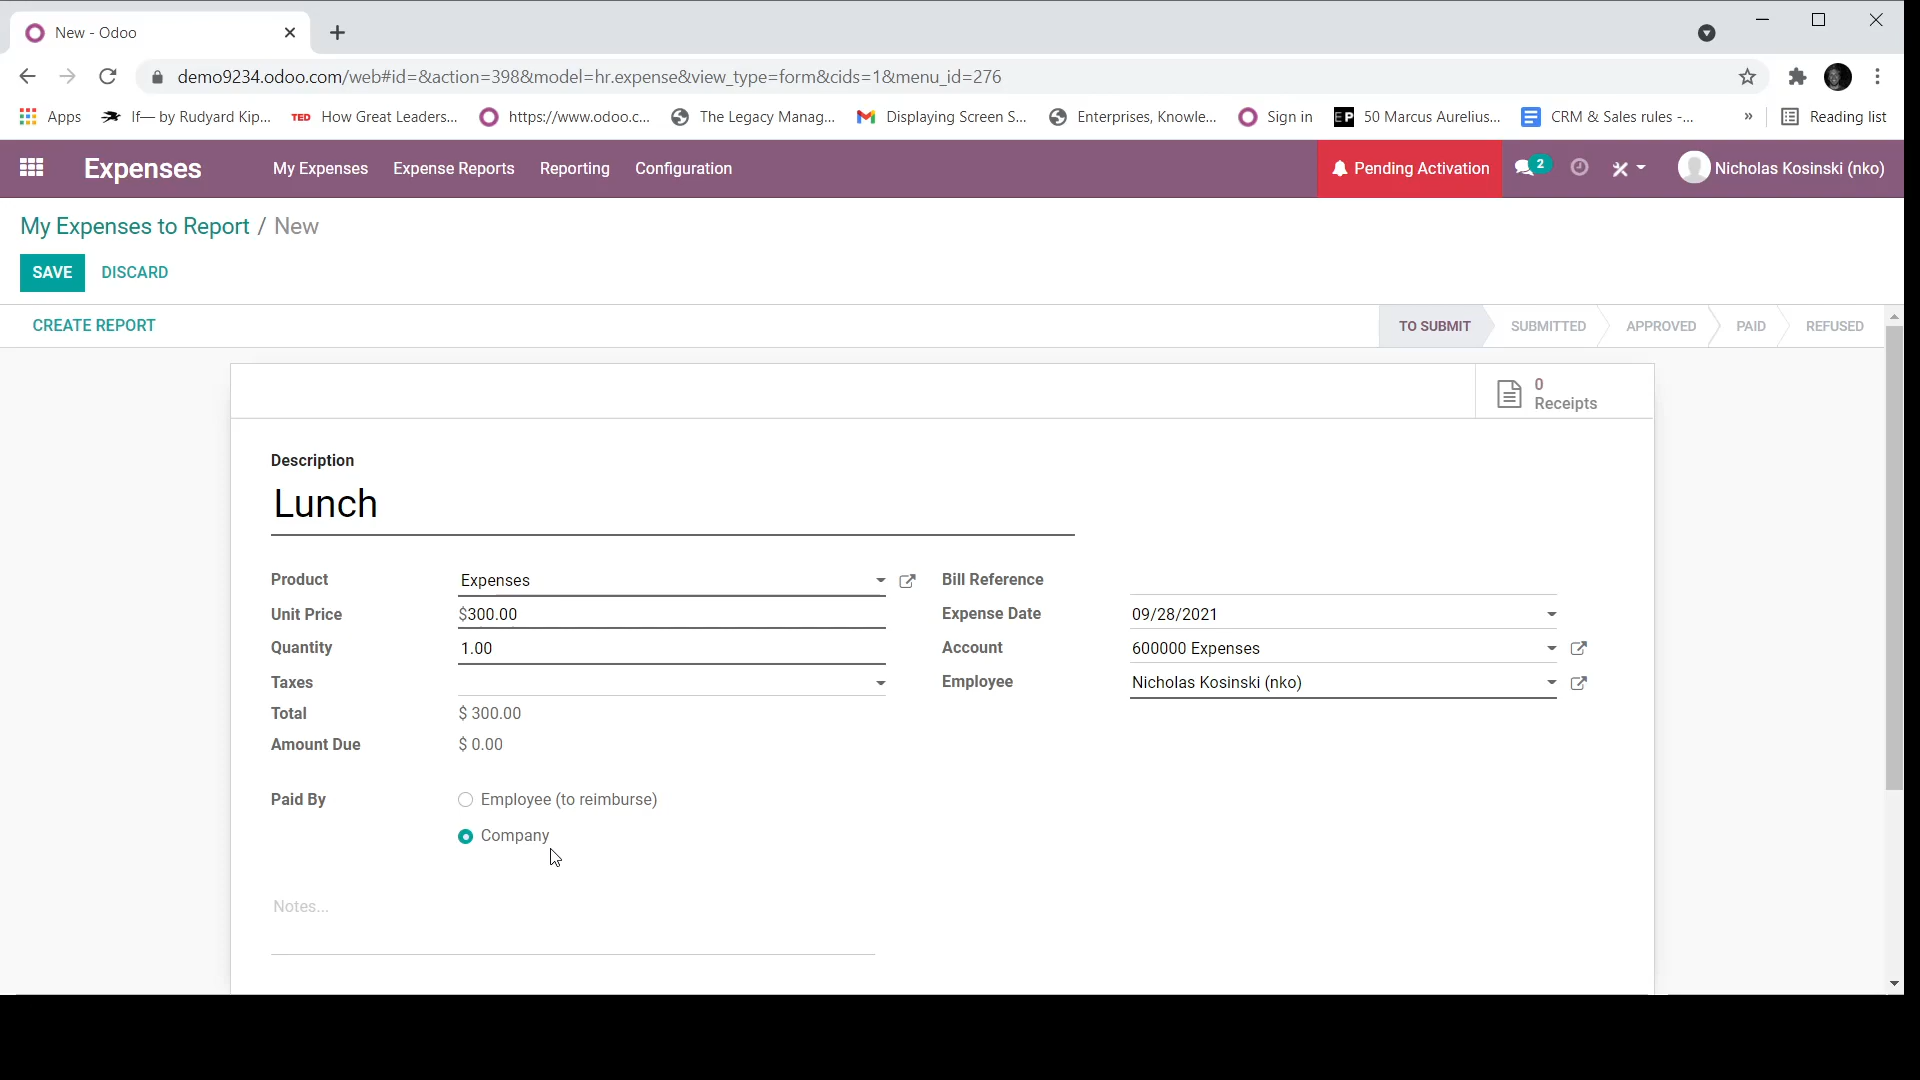 New - Odoo
demo9234.odoo.com/web#id=&action=398&model=hr.expense&view_type=form&cids=1&menu_id=276
Apps If— by Rudyard Kip... TED How Great Leaders... https://www.odoo.c... The Legacy Manag... Displaying Screen S... Enterprises, Knowle... Sign in EP 50 Marcus Aurelius... CRM & Sales rules -... » Reading list
Expenses My Expenses Expense Reports Reporting Configuration Pending Activation 2 Nicholas Kosinski (nko)
My Expenses to Report / New
SAVE DISCARD
CREATE REPORT TO SUBMIT SUBMITTED APPROVED PAID REFUSED
0
Receipts
Description
Lunch
Product Expenses Bill Reference
Unit Price $300.00 Expense Date 09/28/2021
Quantity 1.00 Account 600000 Expenses
Taxes Employee Nicholas Kosinski (nko)
Total $ 300.00
Amount Due $ 0.00
Paid By Employee (to reimburse)
Company
Notes...